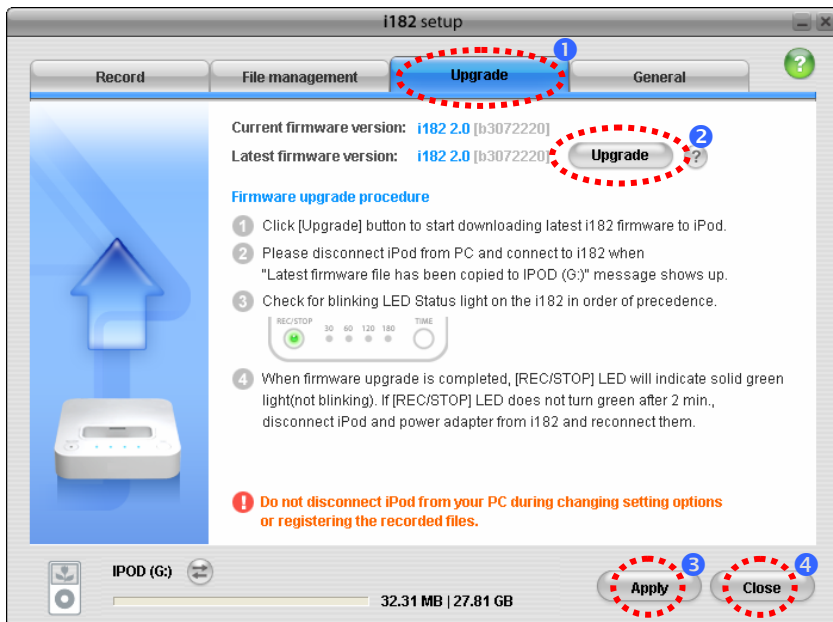 i182 setup
1
Record File management Upgrade General ?
Current firmware version: i182 2.0 [b3072220]
2
Latest firmware version: i182 2.0 [b3072220] Upgrade ?
Firmware upgrade procedure
1 Click [Upgrade] button to start downloading latest i182 firmware to iPod.
2 Please disconnect iPod from PC and connect to i182 when
"Latest firmware file has been copied to IPOD (G:)" message shows up.
3 Check for blinking LED Status light on the i182 in order of precedence.
REC/STOP 30 60 120 180 TIME
4 When firmware upgrade is completed, [REC/STOP] LED will indicate solid green
light(not blinking). If [REC/STOP] LED does not turn green after 2 min.,
disconnect iPod and power adapter from i182 and reconnect them.
! Do not disconnect iPod from your PC during changing setting options
or registering the recorded files.
IPOD (G:)
3 4
Apply Close
32.31 MB | 27.81 GB